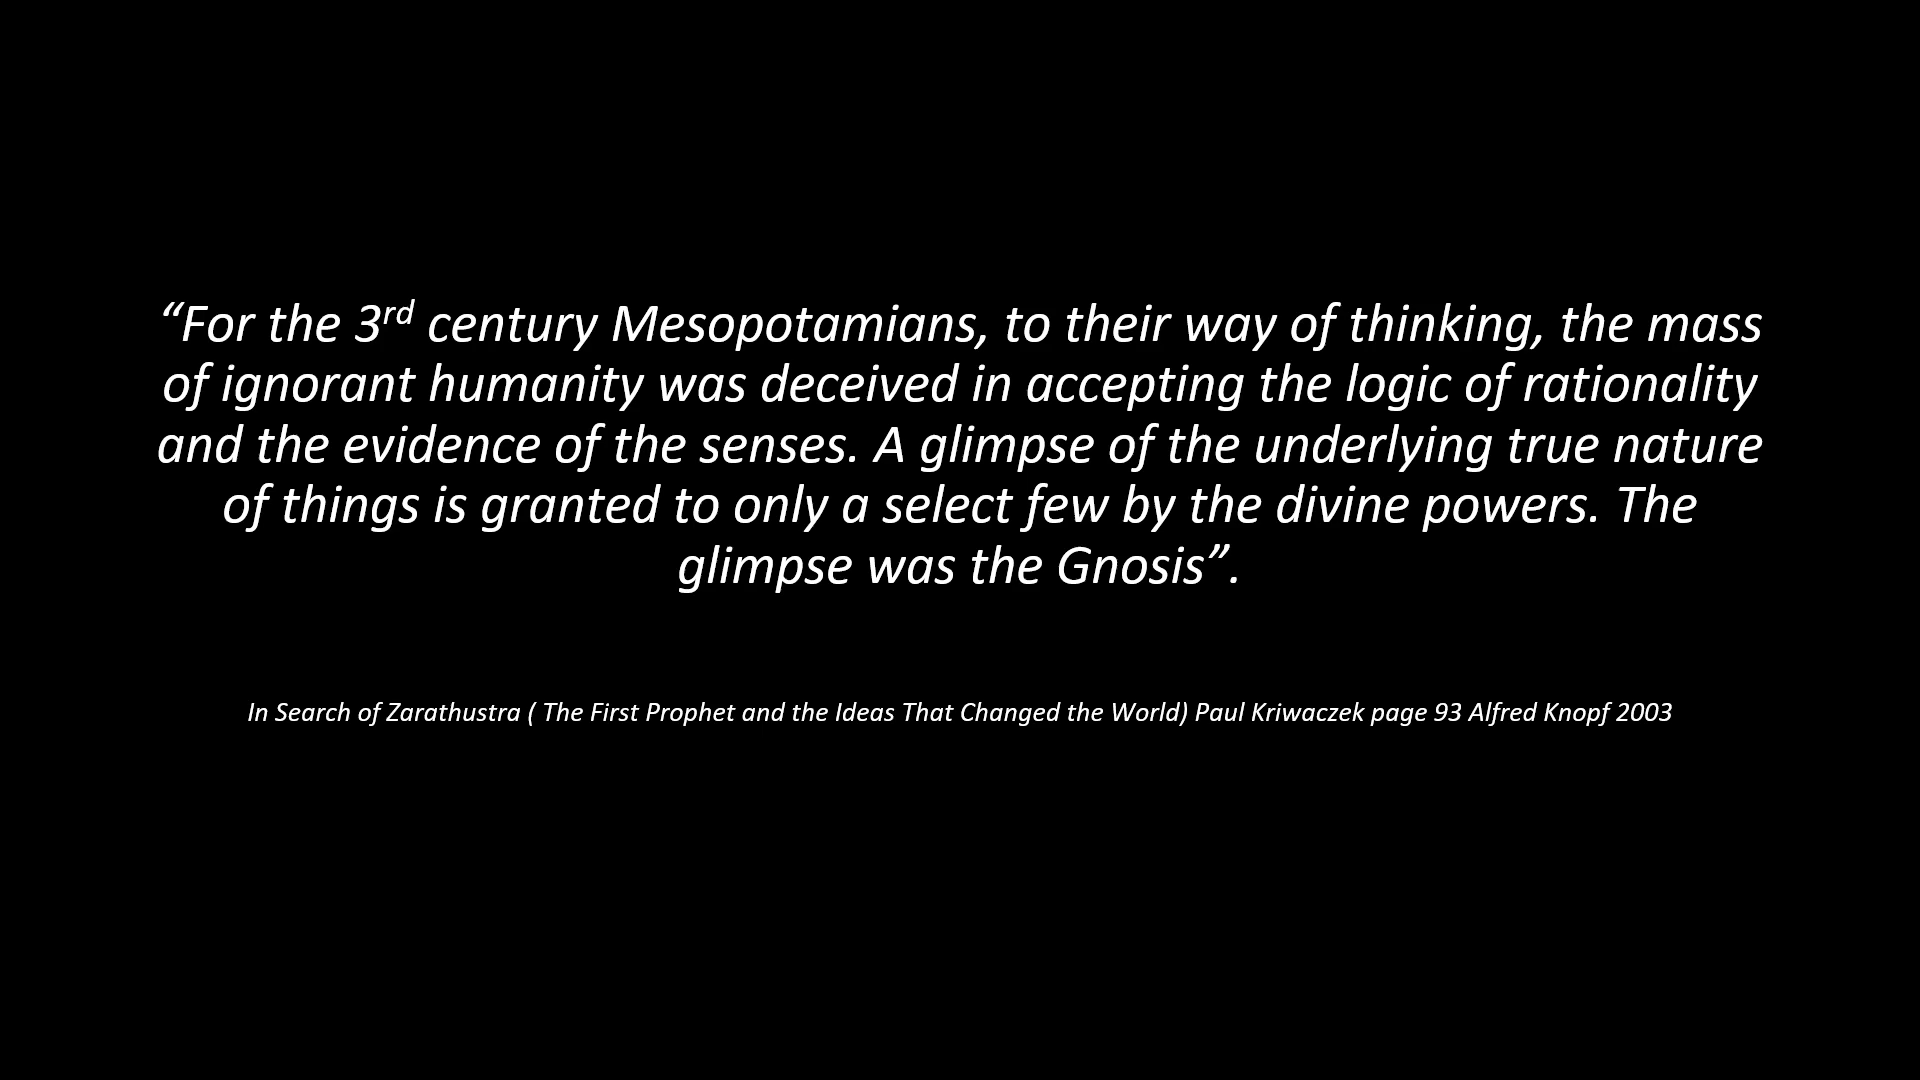 “For the 3rd century Mesopotamians, to their way of thinking, the mass
of ignorant humanity was deceived in accepting the logic of rationality
and the evidence of the senses. A glimpse of the underlying true nature
of things is granted to only a select few by the divine powers. The
glimpse was the Gnosis”.
In Search of Zarathustra ( The First Prophet and the Ideas That Changed the World) Paul Kriwaczek page 93 Alfred Knopf 2003